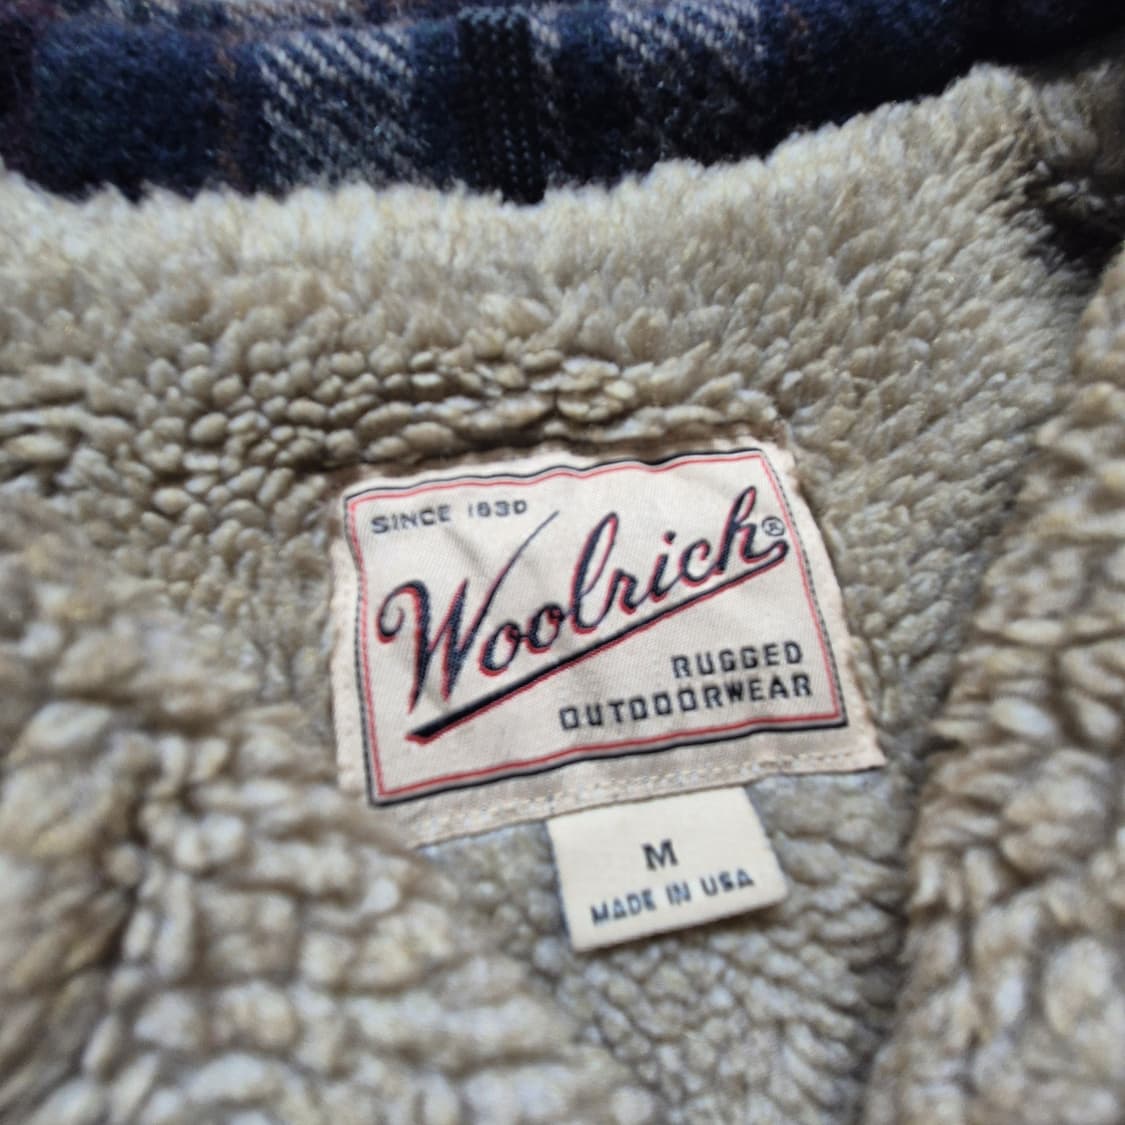 SINCE 1830
Woolrich®
RUGGED
OUTDOORWEAR
M
MADE IN USA